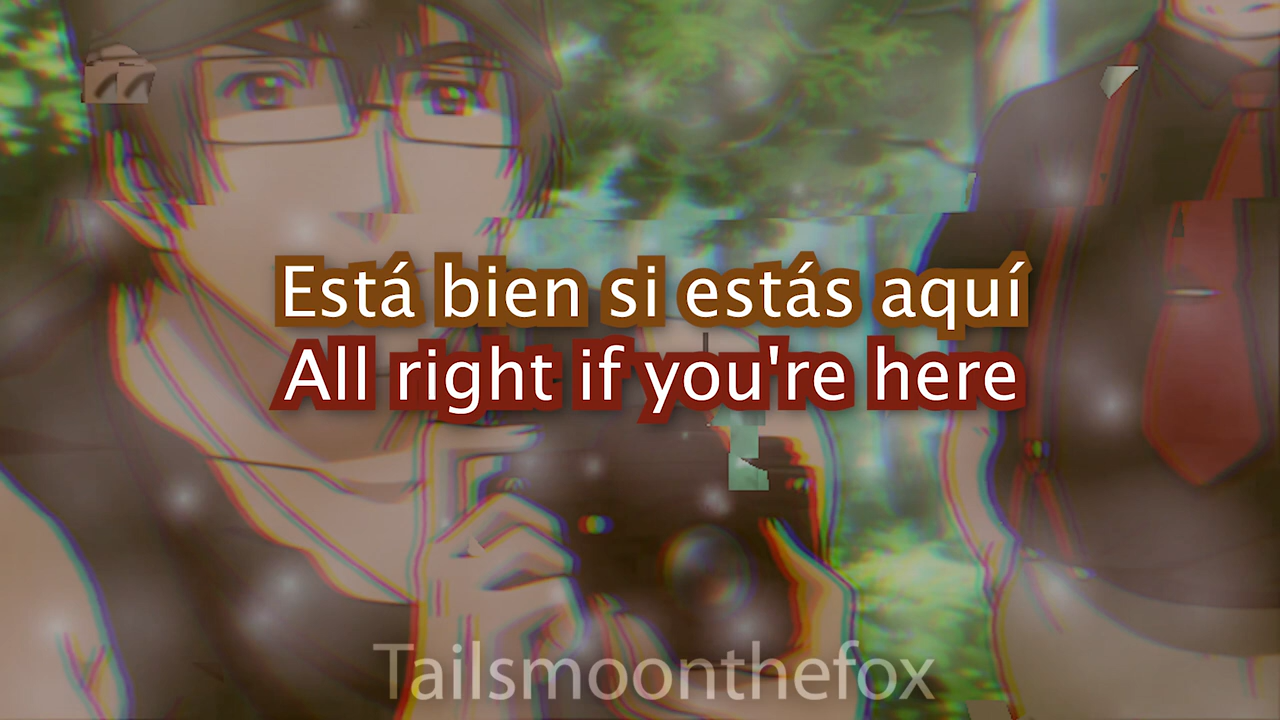 Está bien si estás aquí
All right if you're here
Tailsmoonthefox